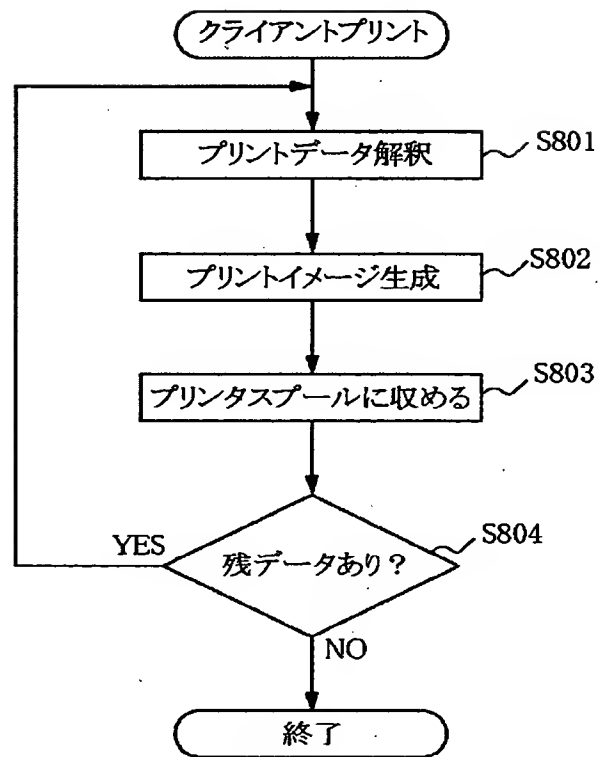 クライアントプリント
プリントデータ解釈
S801
プリントイメージ生成
S802
プリンタスプールに収める
S803
残データあり?
S804
YES
NO
終了